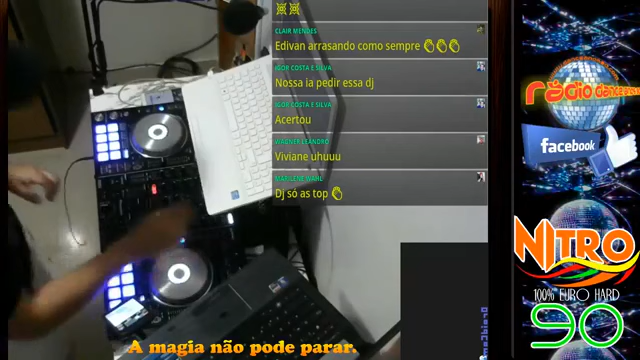 CLAIR MENDES
Edivan arrasando como sempre 👏👏👏
IGOR COSTA E SILVA
Nossa ia pedir essa dj
IGOR COSTA E SILVA
Acertou
WAGNER LEANDRO
Viviane uhuuu
MARILENE
Dj só as top 👏
A magia não pode parar.
rádio dance
facebook
NITRO
100% EURO HARD
90